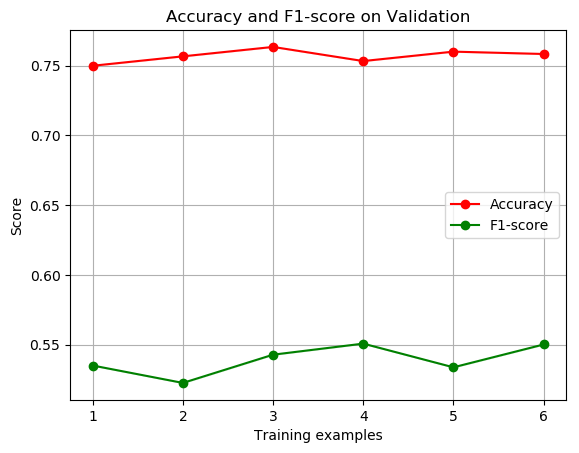 Accuracy and F1-score on Validation
0.75
0.70
0.65
0.60
0.55
Score
Accuracy
F1-score
1 2 3 4 5 6
Training examples